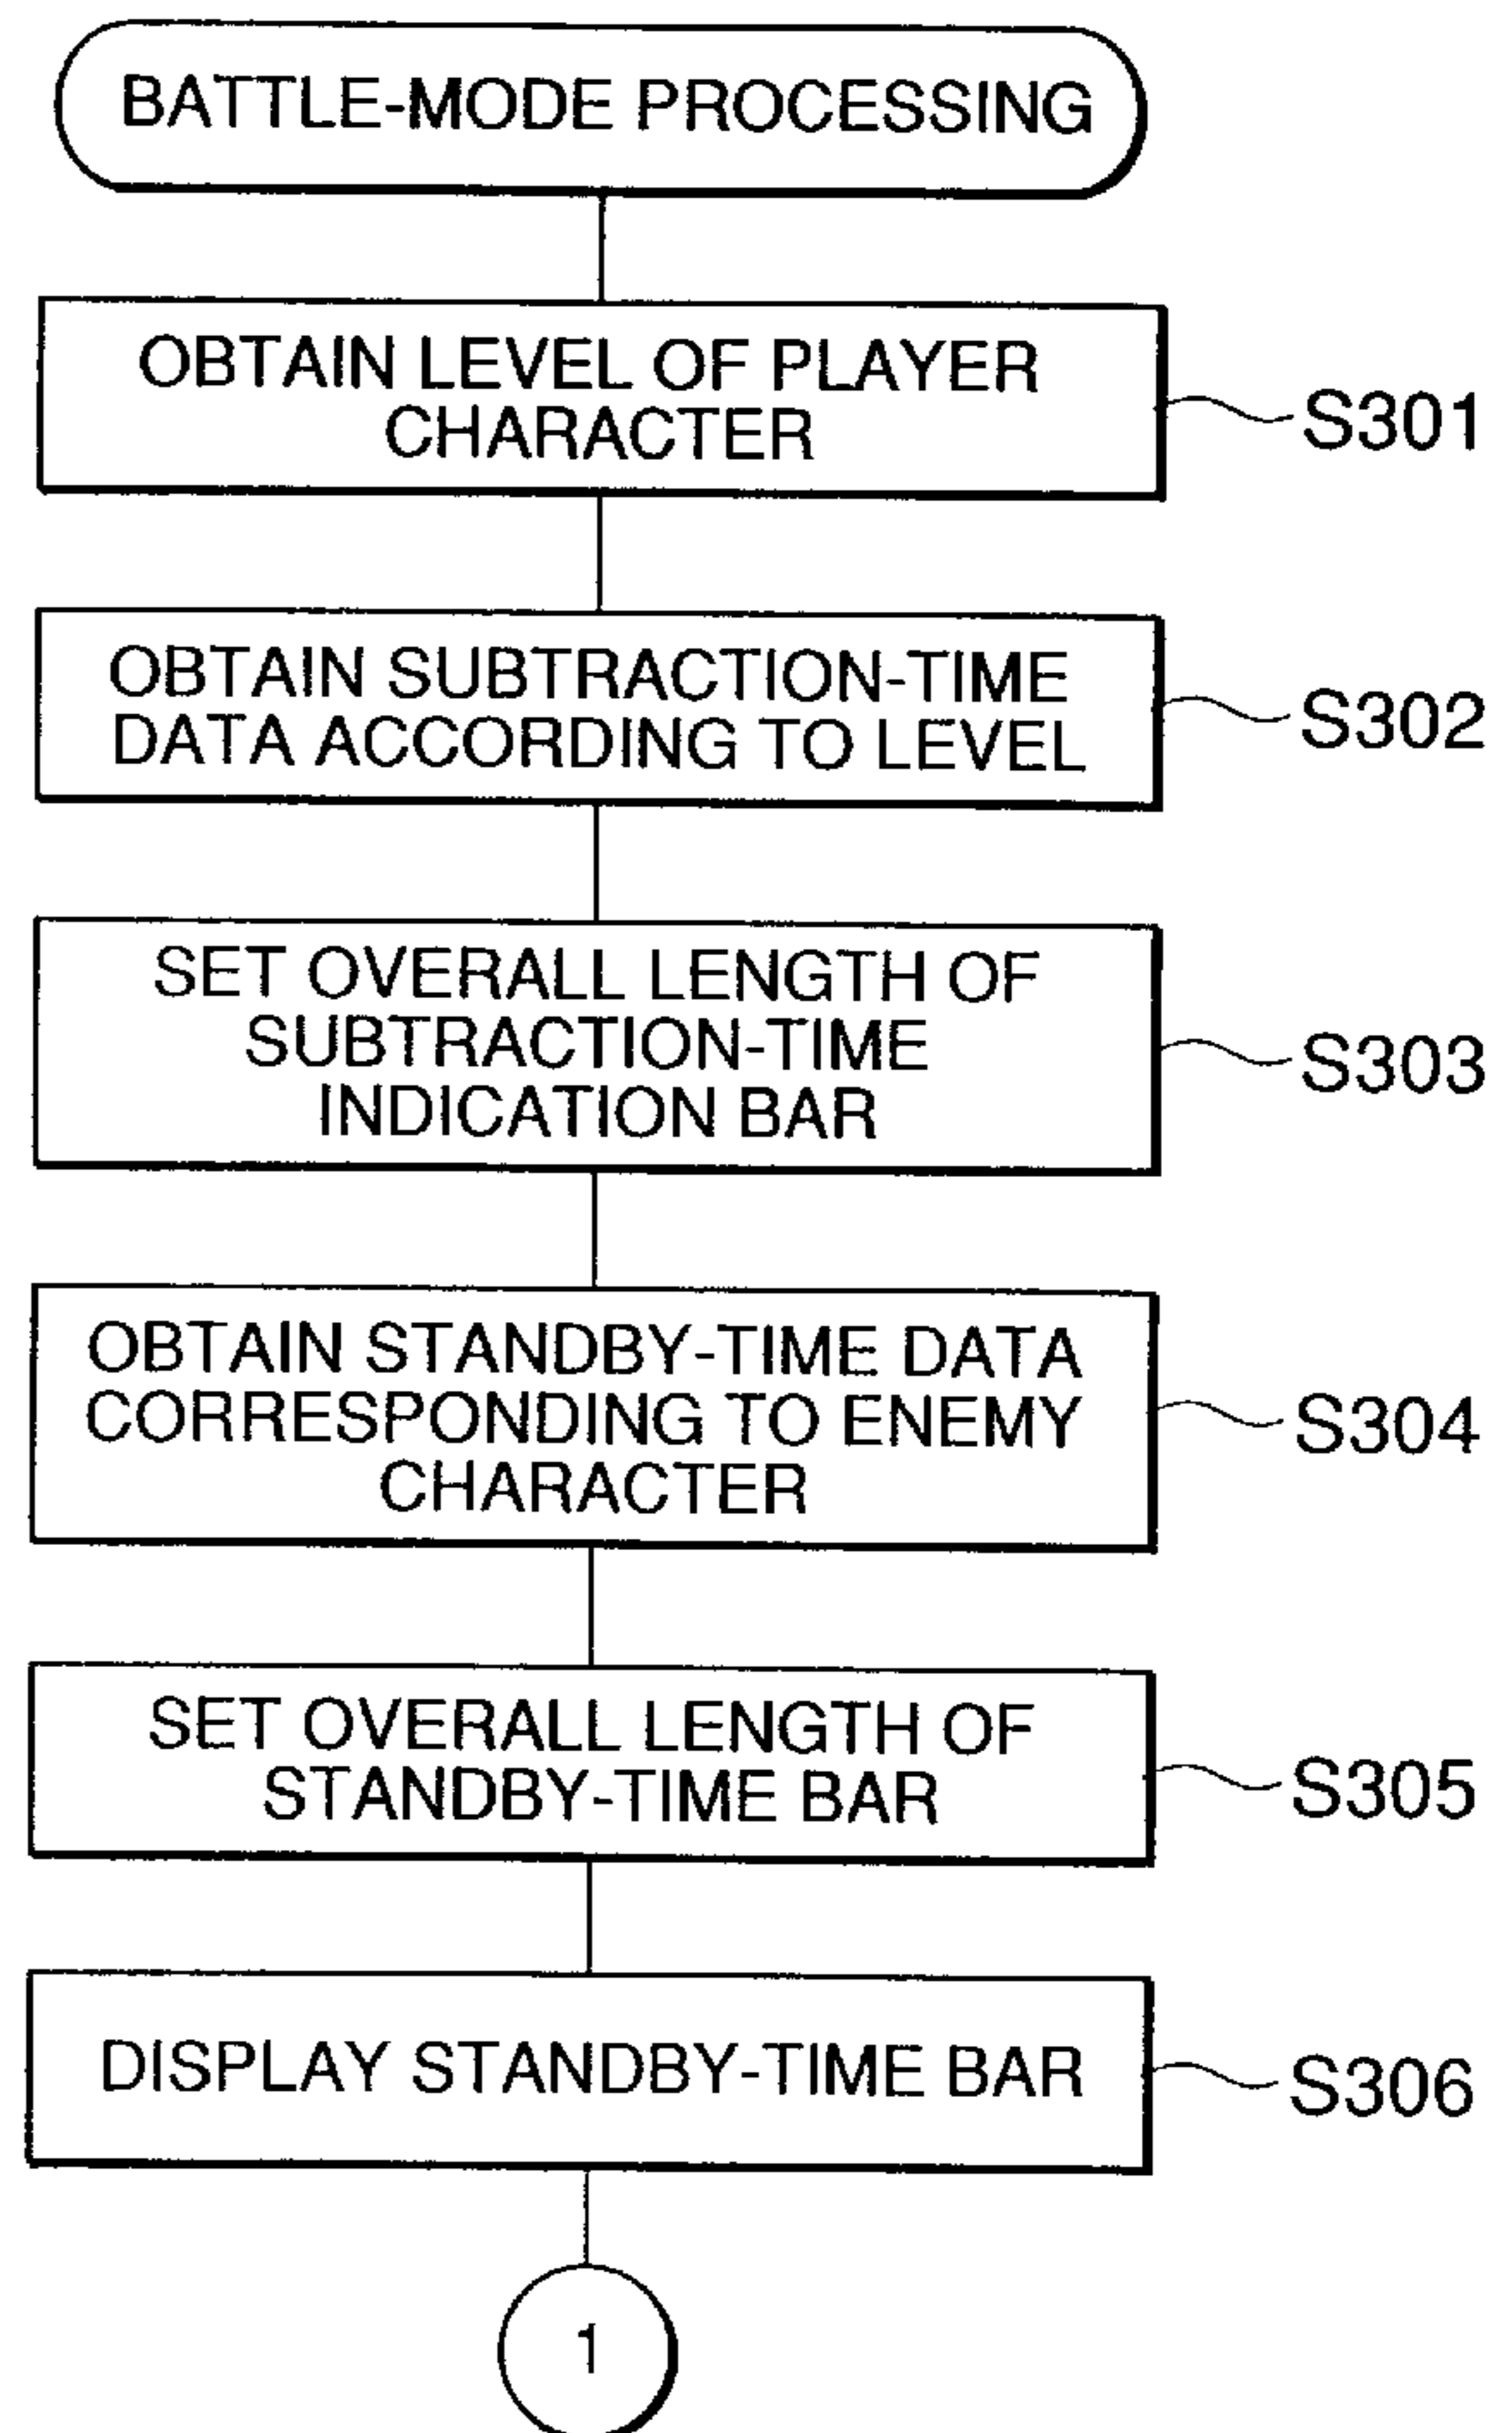 BATTLE-MODE PROCESSING
OBTAIN LEVEL OF PLAYER
CHARACTER
S301
OBTAIN SUBTRACTION-TIME
DATA ACCORDING TO LEVEL
S302
SET OVERALL LENGTH OF
SUBTRACTION-TIME
INDICATION BAR
S303
OBTAIN STANDBY-TIME DATA
CORRESPONDING TO ENEMY
CHARACTER
S304
SET OVERALL LENGTH OF
STANDBY-TIME BAR
S305
DISPLAY STANDBY-TIME BAR
S306
1